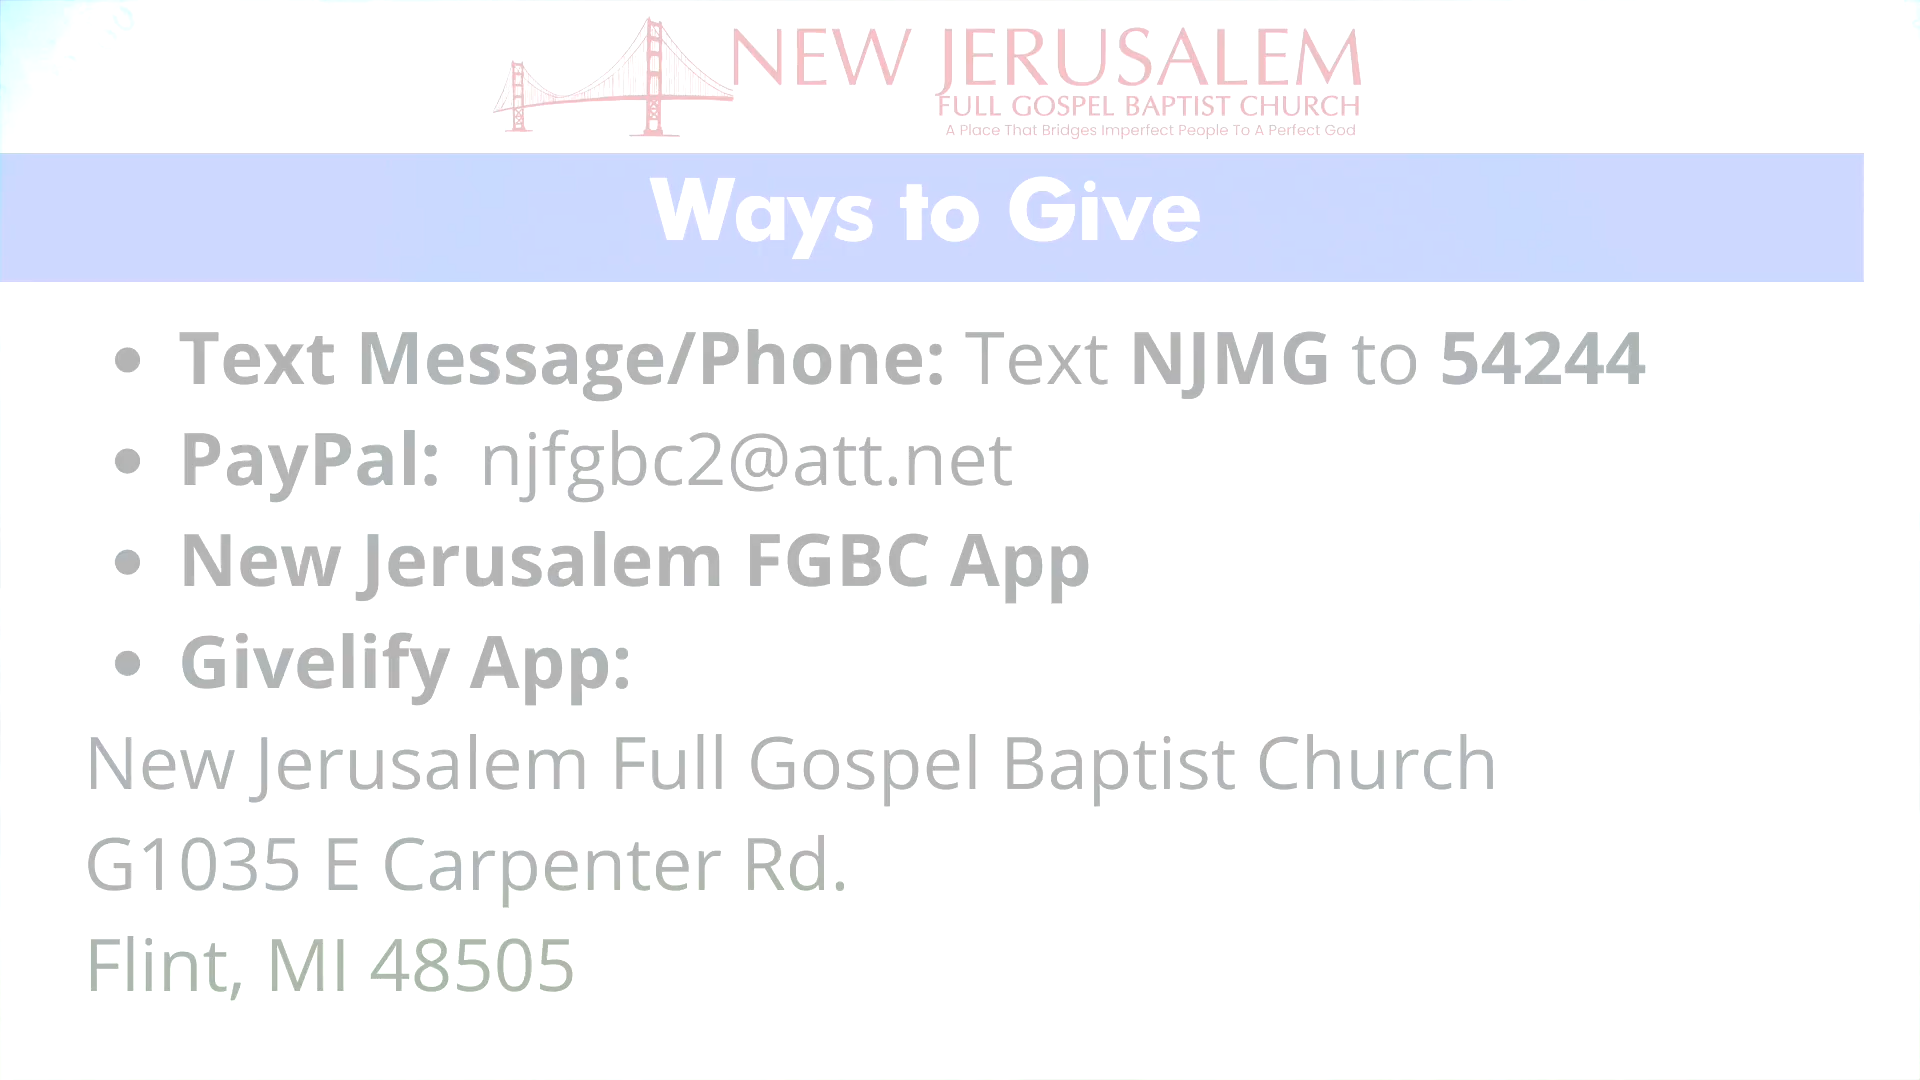 NEW JERUSALEM
FULL GOSPEL BAPTIST CHURCH
A Place That Bridges Imperfect People To A Perfect God
Ways to Give
• Text Message/Phone: Text NJMG to 54244
• PayPal: njfgbc2@att.net
• New Jerusalem FGBC App
• Givelify App:
New Jerusalem Full Gospel Baptist Church
G1035 E Carpenter Rd.
Flint, MI 48505